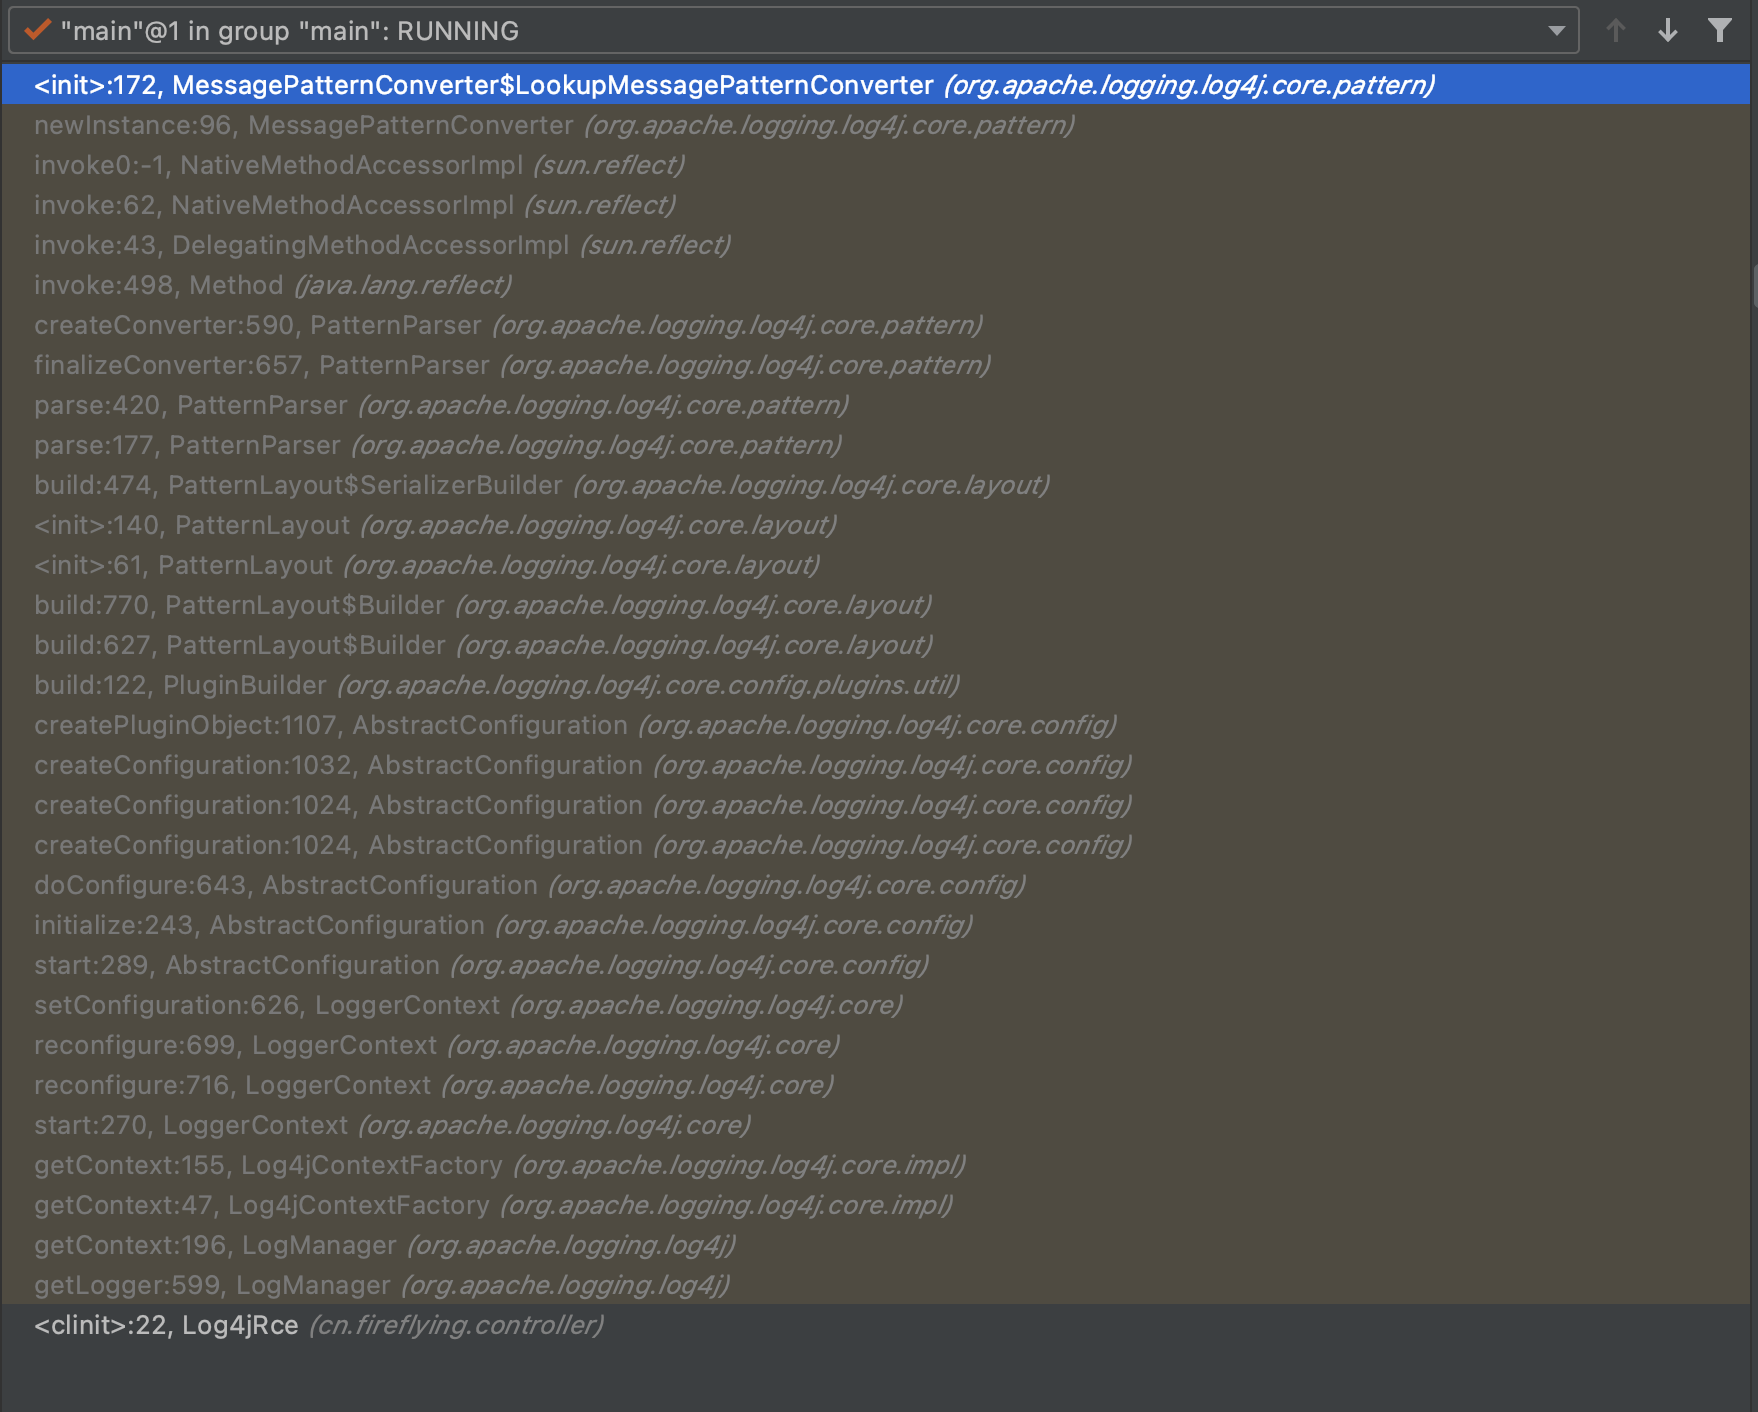 "main"@1 in group "main": RUNNING
<init>:172, MessagePatternConverter$LookupMessagePatternConverter (org.apache.logging.log4j.core.pattern)
newInstance:96, MessagePatternConverter (org.apache.logging.log4j.core.pattern)
invoke0:-1, NativeMethodAccessorImpl (sun.reflect)
invoke:62, NativeMethodAccessorImpl (sun.reflect)
invoke:43, DelegatingMethodAccessorImpl (sun.reflect)
invoke:498, Method (java.lang.reflect)
createConverter:590, PatternParser (org.apache.logging.log4j.core.pattern)
finalizeConverter:657, PatternParser (org.apache.logging.log4j.core.pattern)
parse:420, PatternParser (org.apache.logging.log4j.core.pattern)
parse:177, PatternParser (org.apache.logging.log4j.core.pattern)
build:474, PatternLayout$SerializerBuilder (org.apache.logging.log4j.core.layout)
<init>:140, PatternLayout (org.apache.logging.log4j.core.layout)
<init>:61, PatternLayout (org.apache.logging.log4j.core.layout)
build:770, PatternLayout$Builder (org.apache.logging.log4j.core.layout)
build:627, PatternLayout$Builder (org.apache.logging.log4j.core.layout)
build:122, PluginBuilder (org.apache.logging.log4j.core.config.plugins.util)
createPluginObject:1107, AbstractConfiguration (org.apache.logging.log4j.core.config)
createConfiguration:1032, AbstractConfiguration (org.apache.logging.log4j.core.config)
createConfiguration:1024, AbstractConfiguration (org.apache.logging.log4j.core.config)
createConfiguration:1024, AbstractConfiguration (org.apache.logging.log4j.core.config)
doConfigure:643, AbstractConfiguration (org.apache.logging.log4j.core.config)
initialize:243, AbstractConfiguration (org.apache.logging.log4j.core.config)
start:289, AbstractConfiguration (org.apache.logging.log4j.core.config)
setConfiguration:626, LoggerContext (org.apache.logging.log4j.core)
reconfigure:699, LoggerContext (org.apache.logging.log4j.core)
reconfigure:716, LoggerContext (org.apache.logging.log4j.core)
start:270, LoggerContext (org.apache.logging.log4j.core)
getContext:155, Log4jContextFactory (org.apache.logging.log4j.core.impl)
getContext:47, Log4jContextFactory (org.apache.logging.log4j.core.impl)
getContext:196, LogManager (org.apache.logging.log4j)
getLogger:599, LogManager (org.apache.logging.log4j)
<clinit>:22, Log4jRce (cn.fireflying.controller)